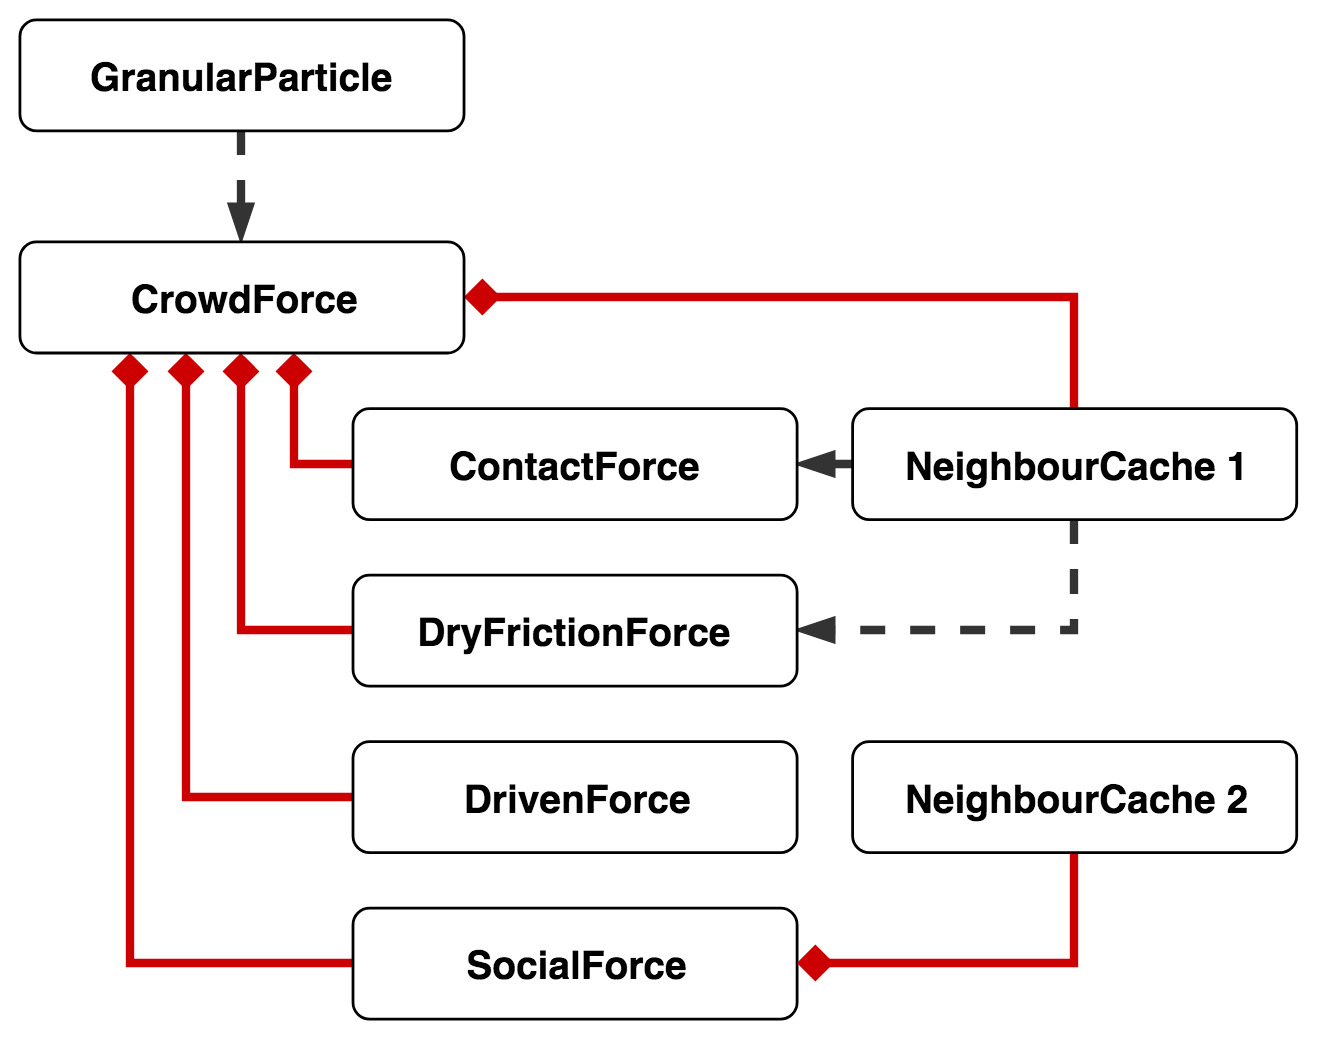 GranularParticle
CrowdForce
ContactForce
NeighbourCache 1
DryFrictionForce
DrivenForce
NeighbourCache 2
SocialForce